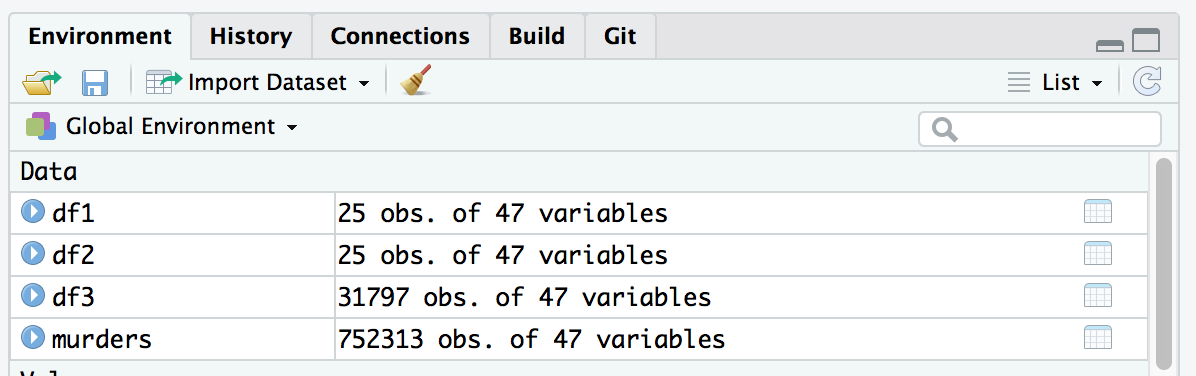 Environment History Connections Build Git
Import Dataset List
Global Environment
Data
df1 25 obs. of 47 variables
df2 25 obs. of 47 variables
df3 31797 obs. of 47 variables
murders 752313 obs. of 47 variables